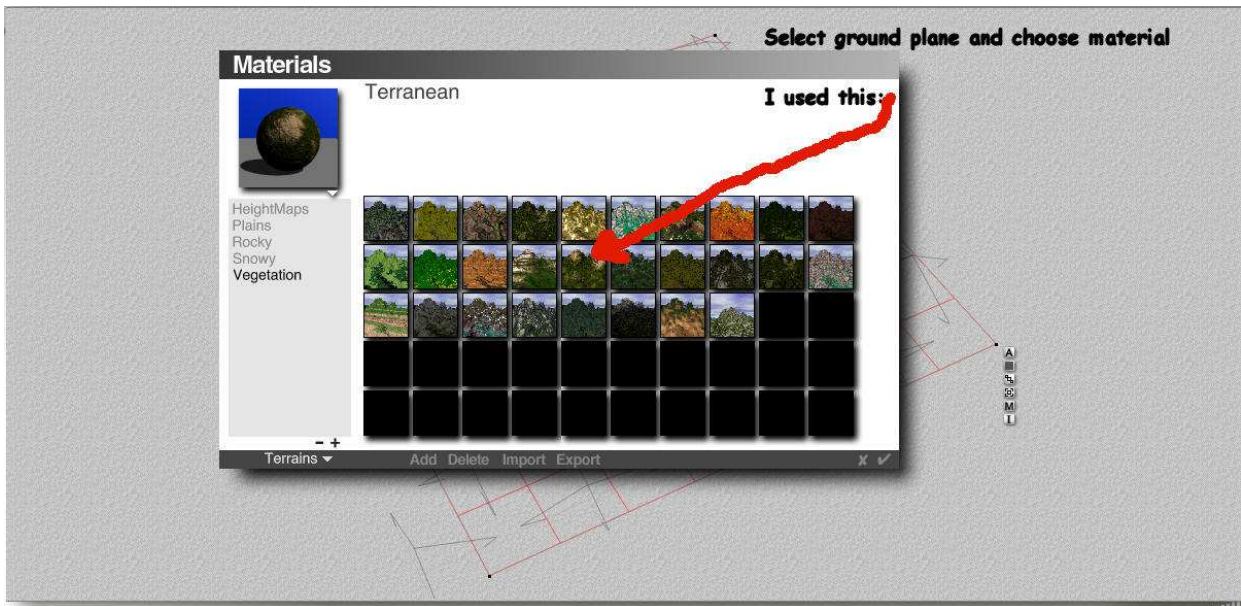 Select ground plane and choose material
Materials
Terranean
I used this:
HeightMaps
Plains
Rocky
Snowy
Vegetation
- +
Terrains
Add Delete Import Export
A
M
I